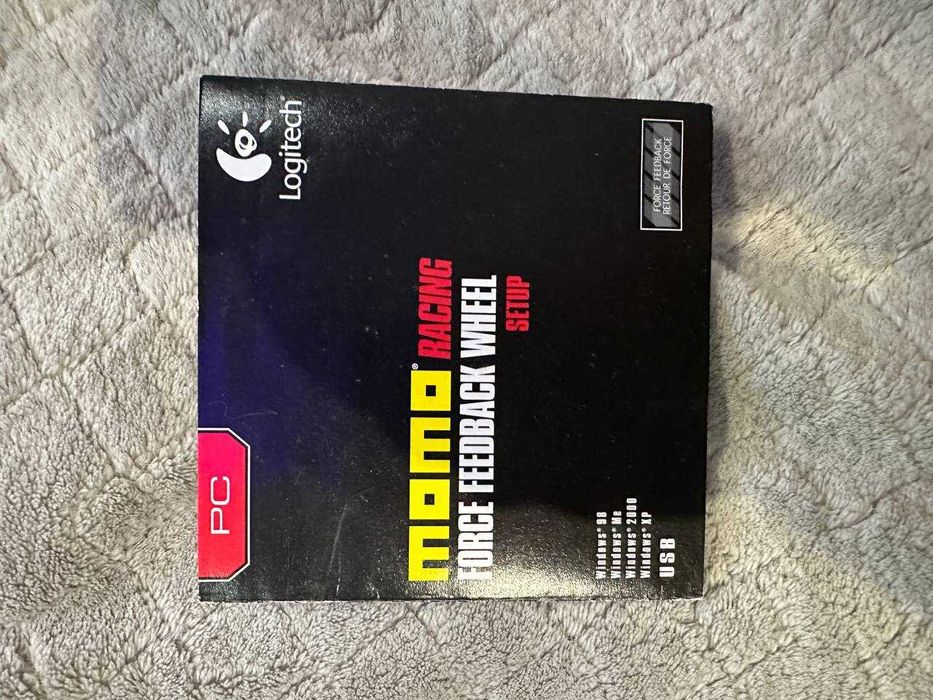 PC
Logitech
momo® RACING
FORCE FEEDBACK WHEEL
SETUP
Windows® 98
Windows® Me
Windows® 2000
Windows® XP
USB
FORCE FEEDBACK
RETOUR DE FORCE